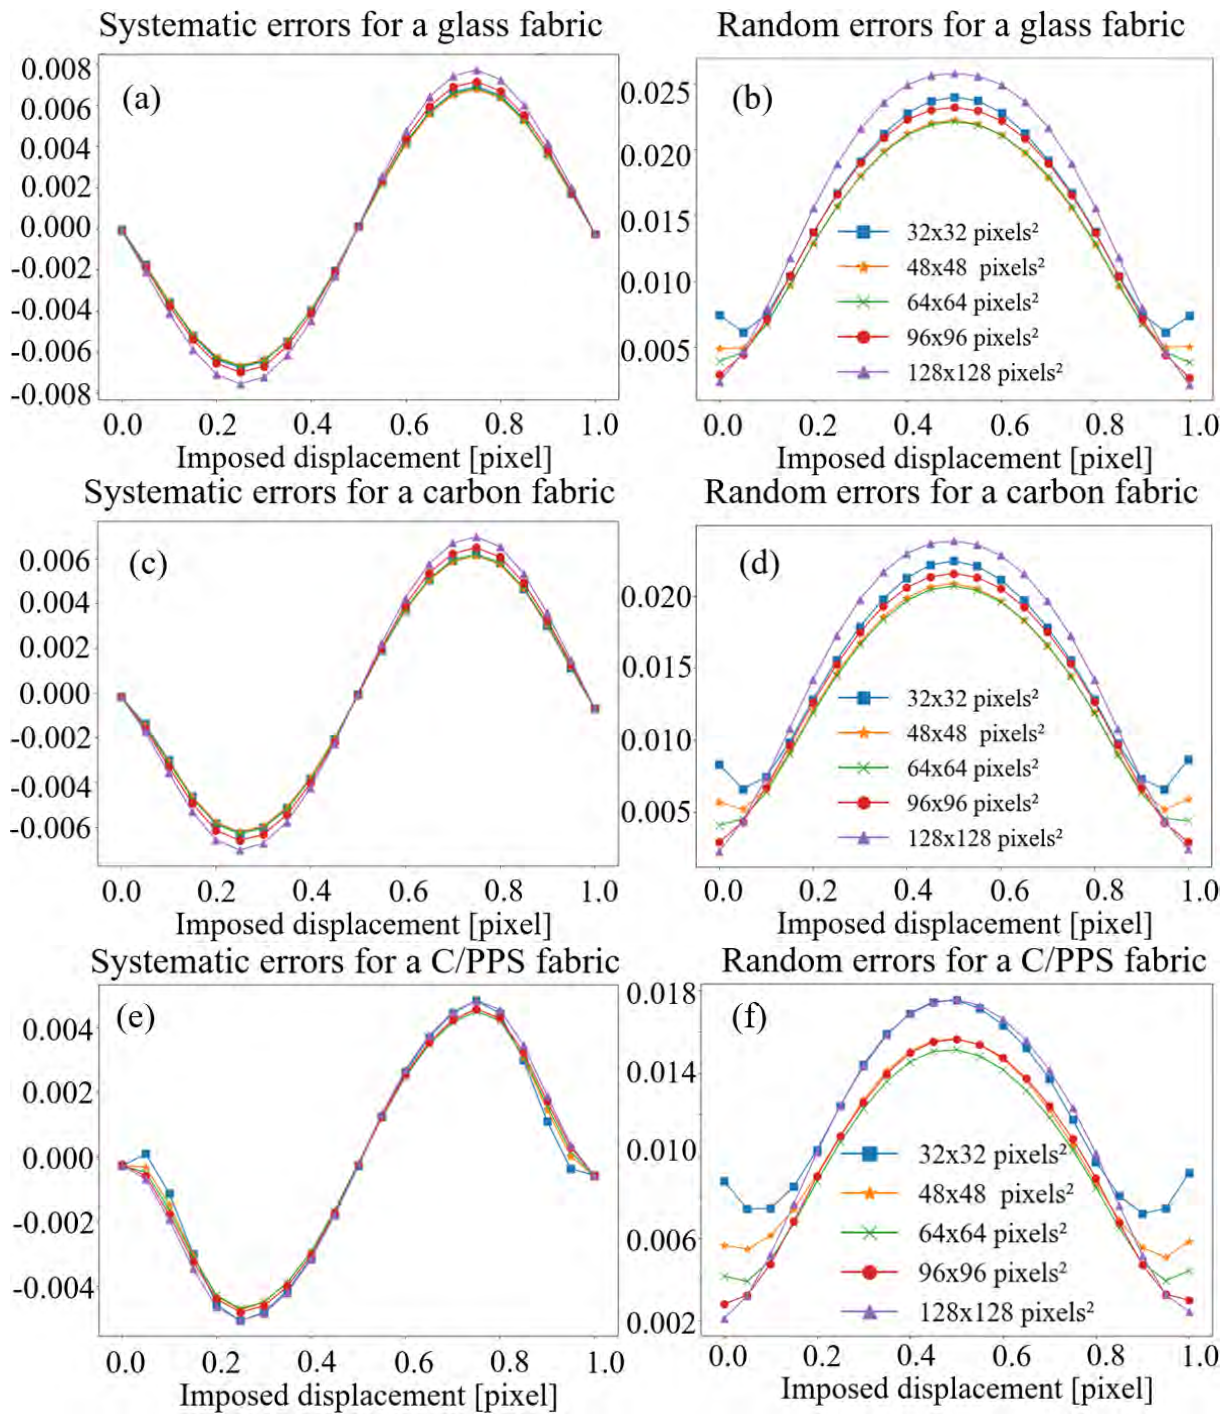 Systematic errors for a glass fabric
(a)
0.008
0.006
0.004
0.002
0.000
-0.002
-0.004
-0.006
-0.008
0.0 0.2 0.4 0.6 0.8 1.0
Imposed displacement [pixel]
Random errors for a glass fabric
(b)
0.025
0.020
0.015
0.010
0.005
32x32 pixels²
48x48 pixels²
64x64 pixels²
96x96 pixels²
128x128 pixels²
0.0 0.2 0.4 0.6 0.8 1.0
Imposed displacement [pixel]
Systematic errors for a carbon fabric
(c)
0.006
0.004
0.002
0.000
-0.002
-0.004
-0.006
0.0 0.2 0.4 0.6 0.8 1.0
Imposed displacement [pixel]
Random errors for a carbon fabric
(d)
0.020
0.015
0.010
0.005
32x32 pixels²
48x48 pixels²
64x64 pixels²
96x96 pixels²
128x128 pixels²
0.0 0.2 0.4 0.6 0.8 1.0
Imposed displacement [pixel]
Systematic errors for a C/PPS fabric
(e)
0.004
0.002
0.000
-0.002
-0.004
0.0 0.2 0.4 0.6 0.8 1.0
Imposed displacement [pixel]
Random errors for a C/PPS fabric
(f)
0.018
0.014
0.010
0.006
0.002
32x32 pixels²
48x48 pixels²
64x64 pixels²
96x96 pixels²
128x128 pixels²
0.0 0.2 0.4 0.6 0.8 1.0
Imposed displacement [pixel]